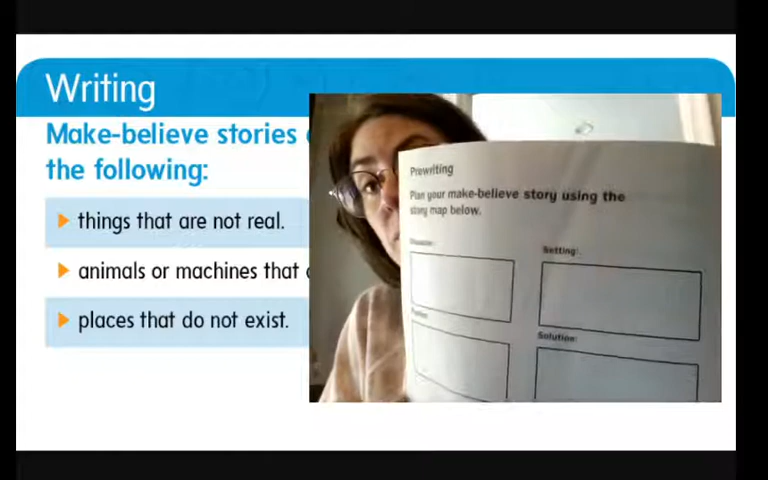 Writing
Make-believe stories
the following:
things that are not real.
animals or machines that
places that do not exist.
Prewriting
Plan your make-believe story using the
story map below.
Setting:
Solution: